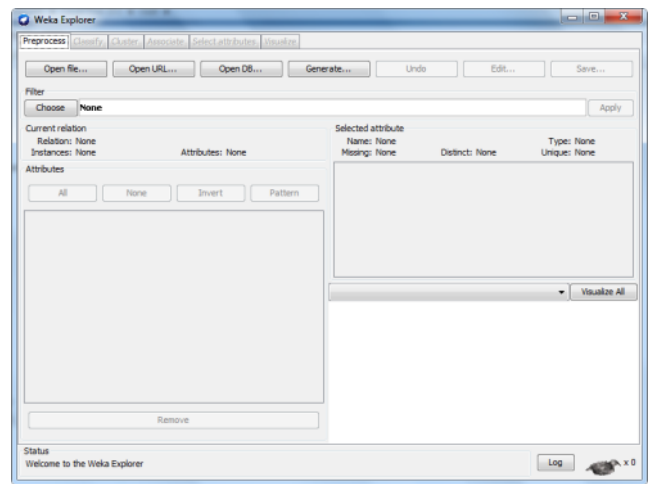 Weka Explorer
Preprocess Classify Cluster Associate Select attributes Visualize
Open file... Open URL... Open DB... Generate... Undo Edit... Save...
Filter
Choose None Apply
Current relation
Relation: None
Instances: None Attributes: None
Selected attribute
Name: None Type: None
Missing: None Distinct: None Unique: None
Attributes
All None Invert Pattern
Visualize All
Remove
Status
Welcome to the Weka Explorer
Log x 0